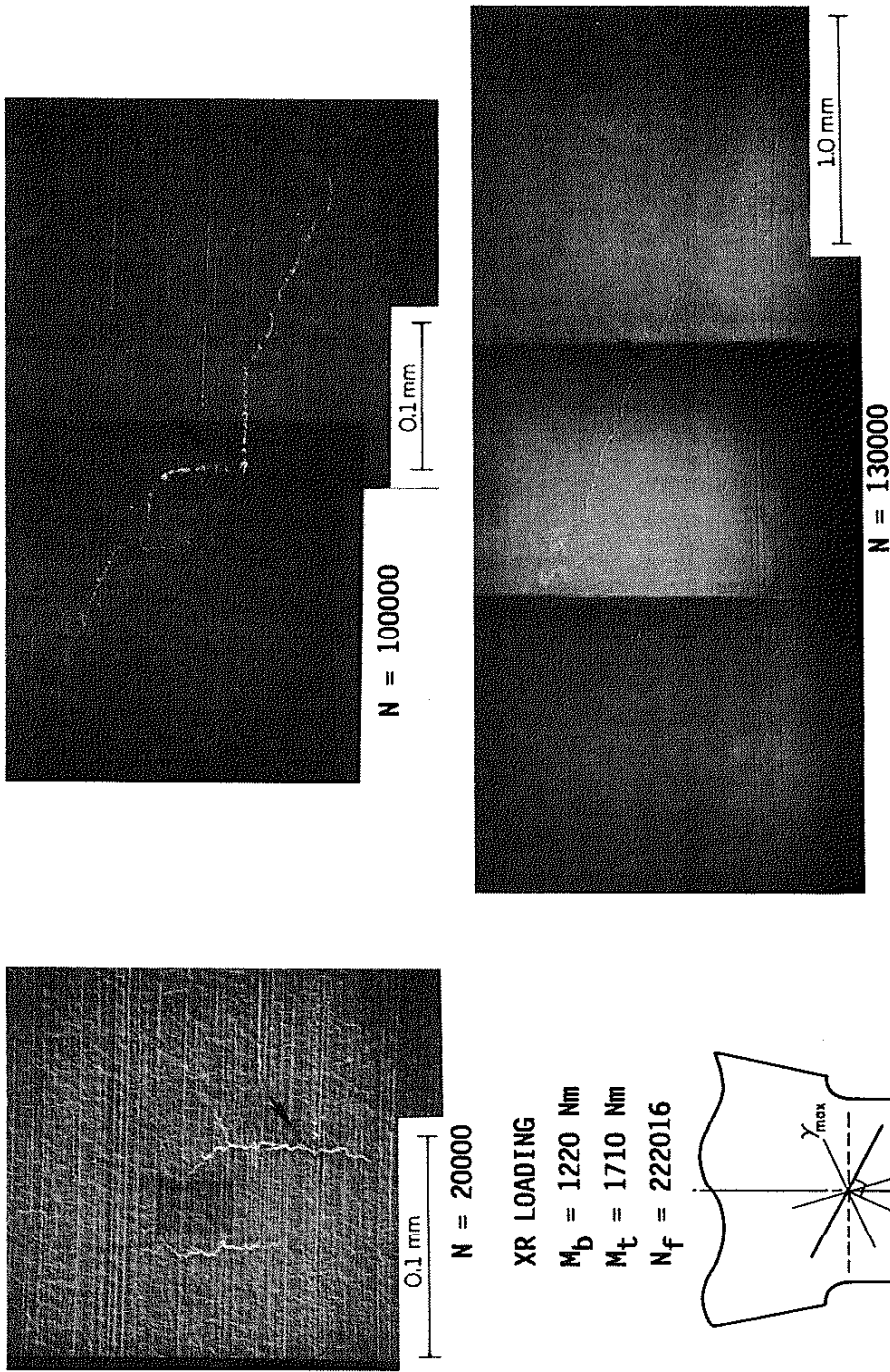 0.1 mm
N = 20000
0.1 mm
N = 100000
XR LOADING
M_b = 1220 Nm
M_t = 1710 Nm
N_f = 222016
γ_max
1.0 mm
N = 130000